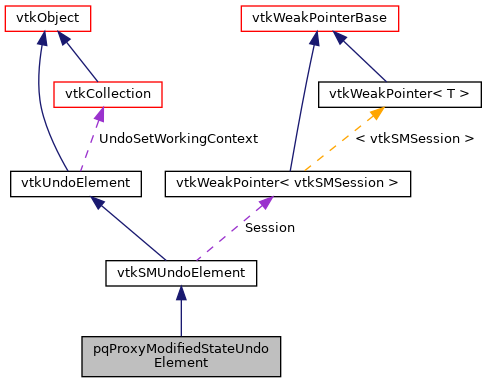 vtkObject
vtkWeakPointerBase
vtkCollection
vtkWeakPointer< T >
UndoSetWorkingContext
< vtkSMSession >
vtkUndoElement
vtkWeakPointer< vtkSMSession >
Session
vtkSMUndoElement
pqProxyModifiedStateUndo
Element